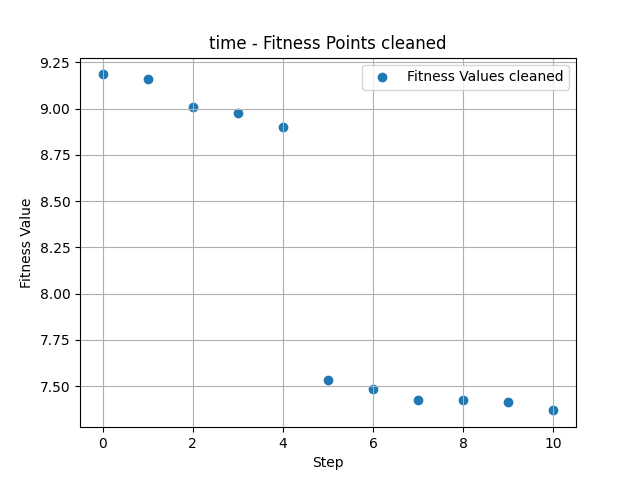 time - Fitness Points cleaned
Fitness Values cleaned
Fitness Value
9.25
9.00
8.75
8.50
8.25
8.00
7.75
7.50
0 2 4 6 8 10
Step